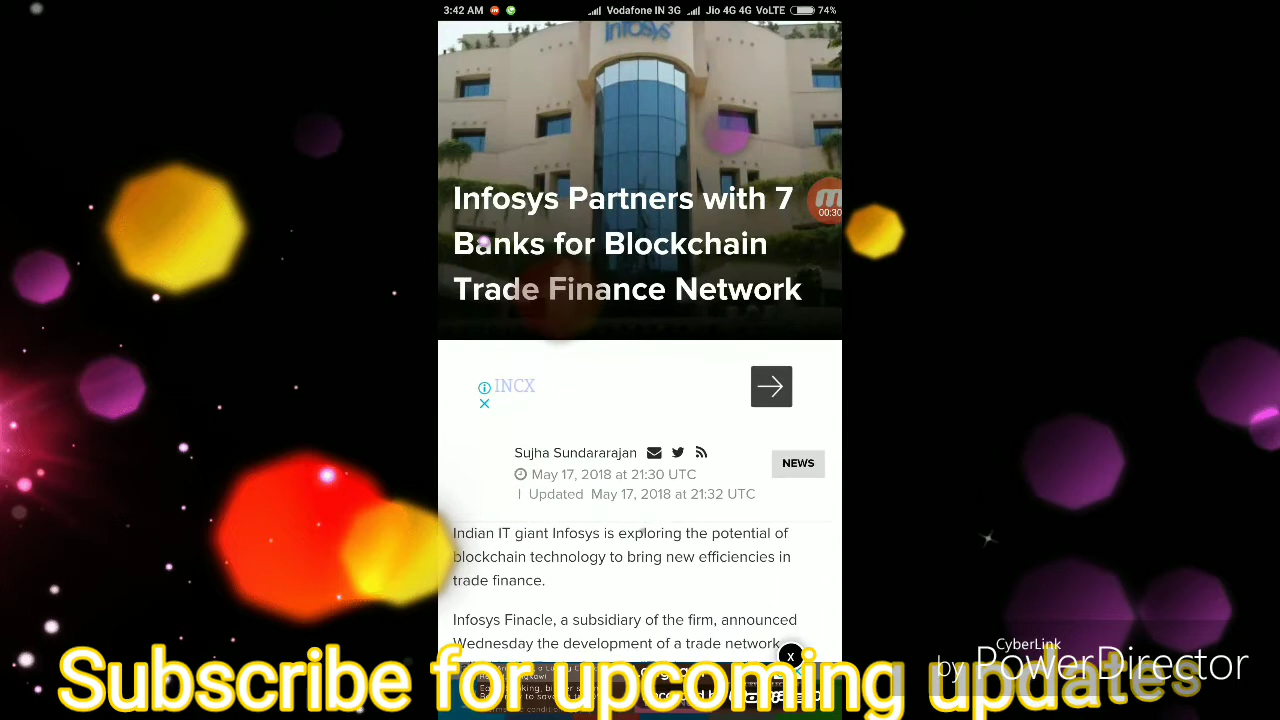 3:42 AM Vodafone IN 3G Jio 4G 4G VoLTE 74%
Infosys
Infosys Partners with 7
Banks for Blockchain
Trade Finance Network
00:30
INCX
Sujha Sundararajan
NEWS
May 17, 2018 at 21:30 UTC
| Updated May 17, 2018 at 21:32 UTC
Indian IT giant Infosys is exploring the potential of
blockchain technology to bring new efficiencies in
trade finance.
Infosys Finacle, a subsidiary of the firm, announced
Wednesday the development of a trade network
X
Subscribe for upcoming updates
CyberLink
by PowerDirector